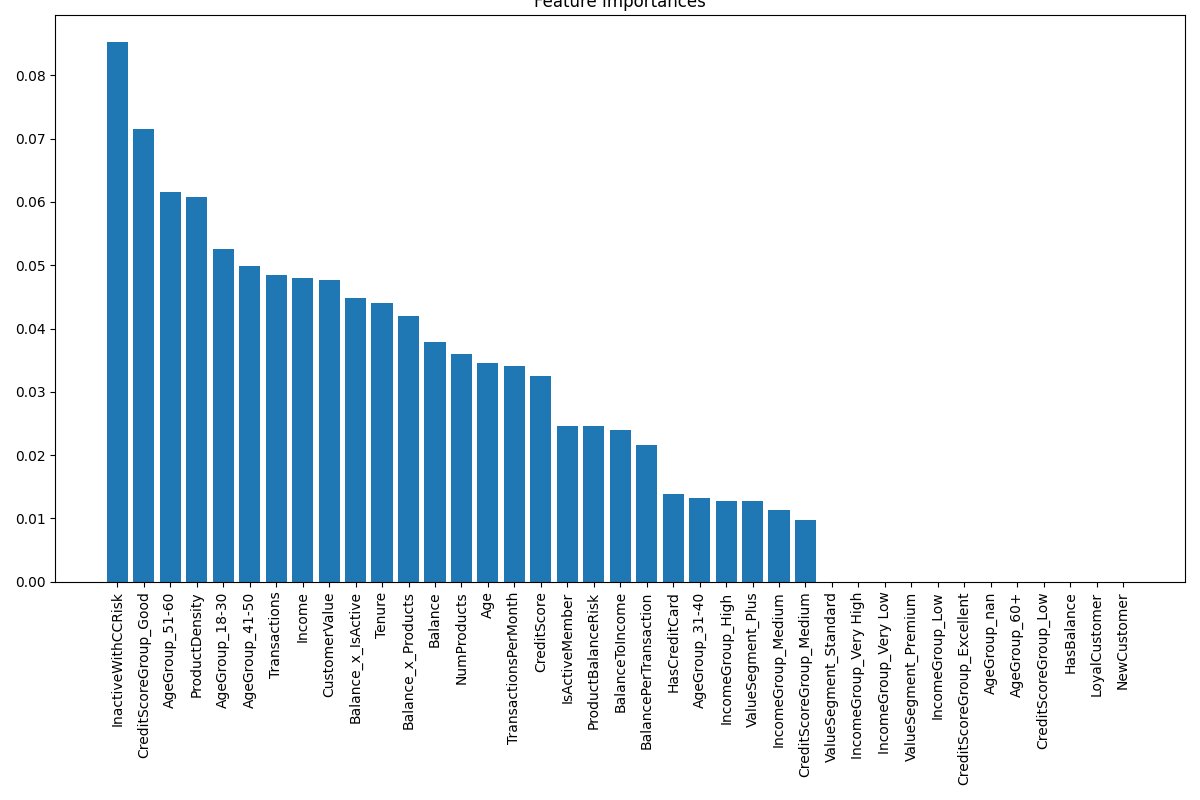 Feature Importances
0.08
0.07
0.06
0.05
0.04
0.03
0.02
0.01
0.00
InactiveWithCCRisk
CreditScoreGroup_Good
AgeGroup_51-60
ProductDensity
AgeGroup_18-30
AgeGroup_41-50
Transactions
Income
CustomerValue
Balance_x_IsActive
Tenure
Balance_x_Products
Balance
NumProducts
Age
TransactionsPerMonth
CreditScore
IsActiveMember
ProductBalanceRisk
BalanceToIncome
BalancePerTransaction
HasCreditCard
AgeGroup_31-40
IncomeGroup_High
ValueSegment_Plus
IncomeGroup_Medium
CreditScoreGroup_Medium
ValueSegment_Standard
IncomeGroup_Very High
IncomeGroup_Very Low
ValueSegment_Premium
IncomeGroup_Low
CreditScoreGroup_Excellent
AgeGroup_nan
AgeGroup_60+
CreditScoreGroup_Low
HasBalance
LoyalCustomer
NewCustomer